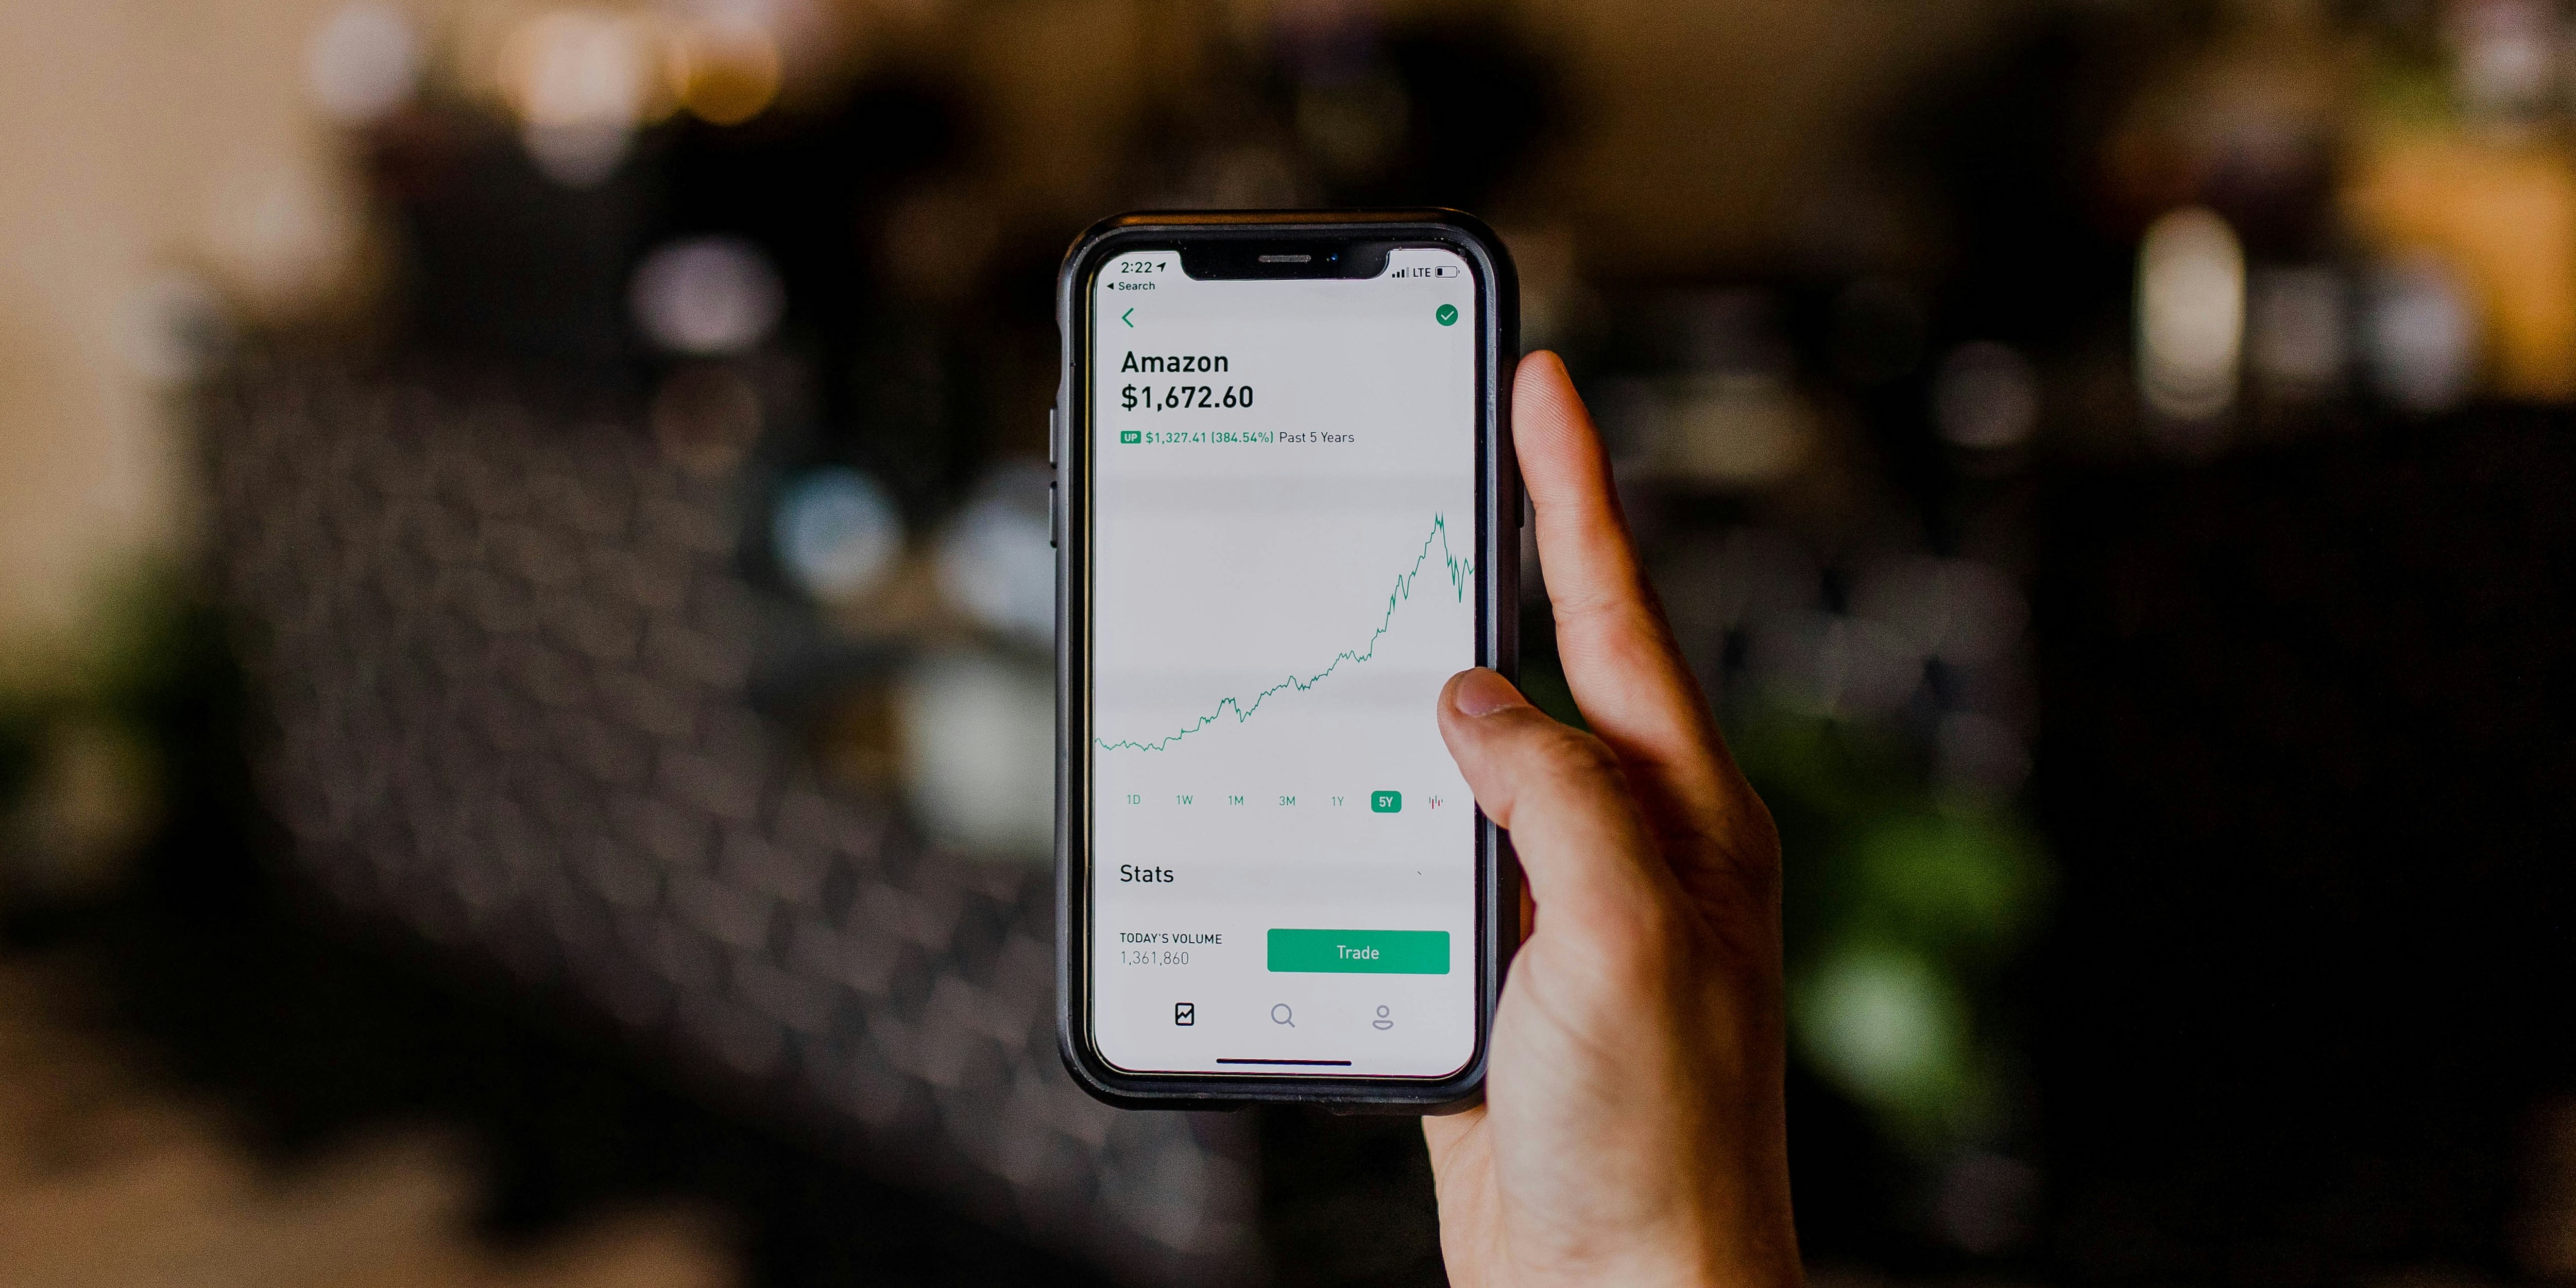 2:22 LTE
Search
Amazon
$1,672.60
UP $1,327.41 (384.54%) Past 5 Years
1D 1W 1M 3M 1Y 5Y
Stats
TODAY'S VOLUME
1,361,860
Trade